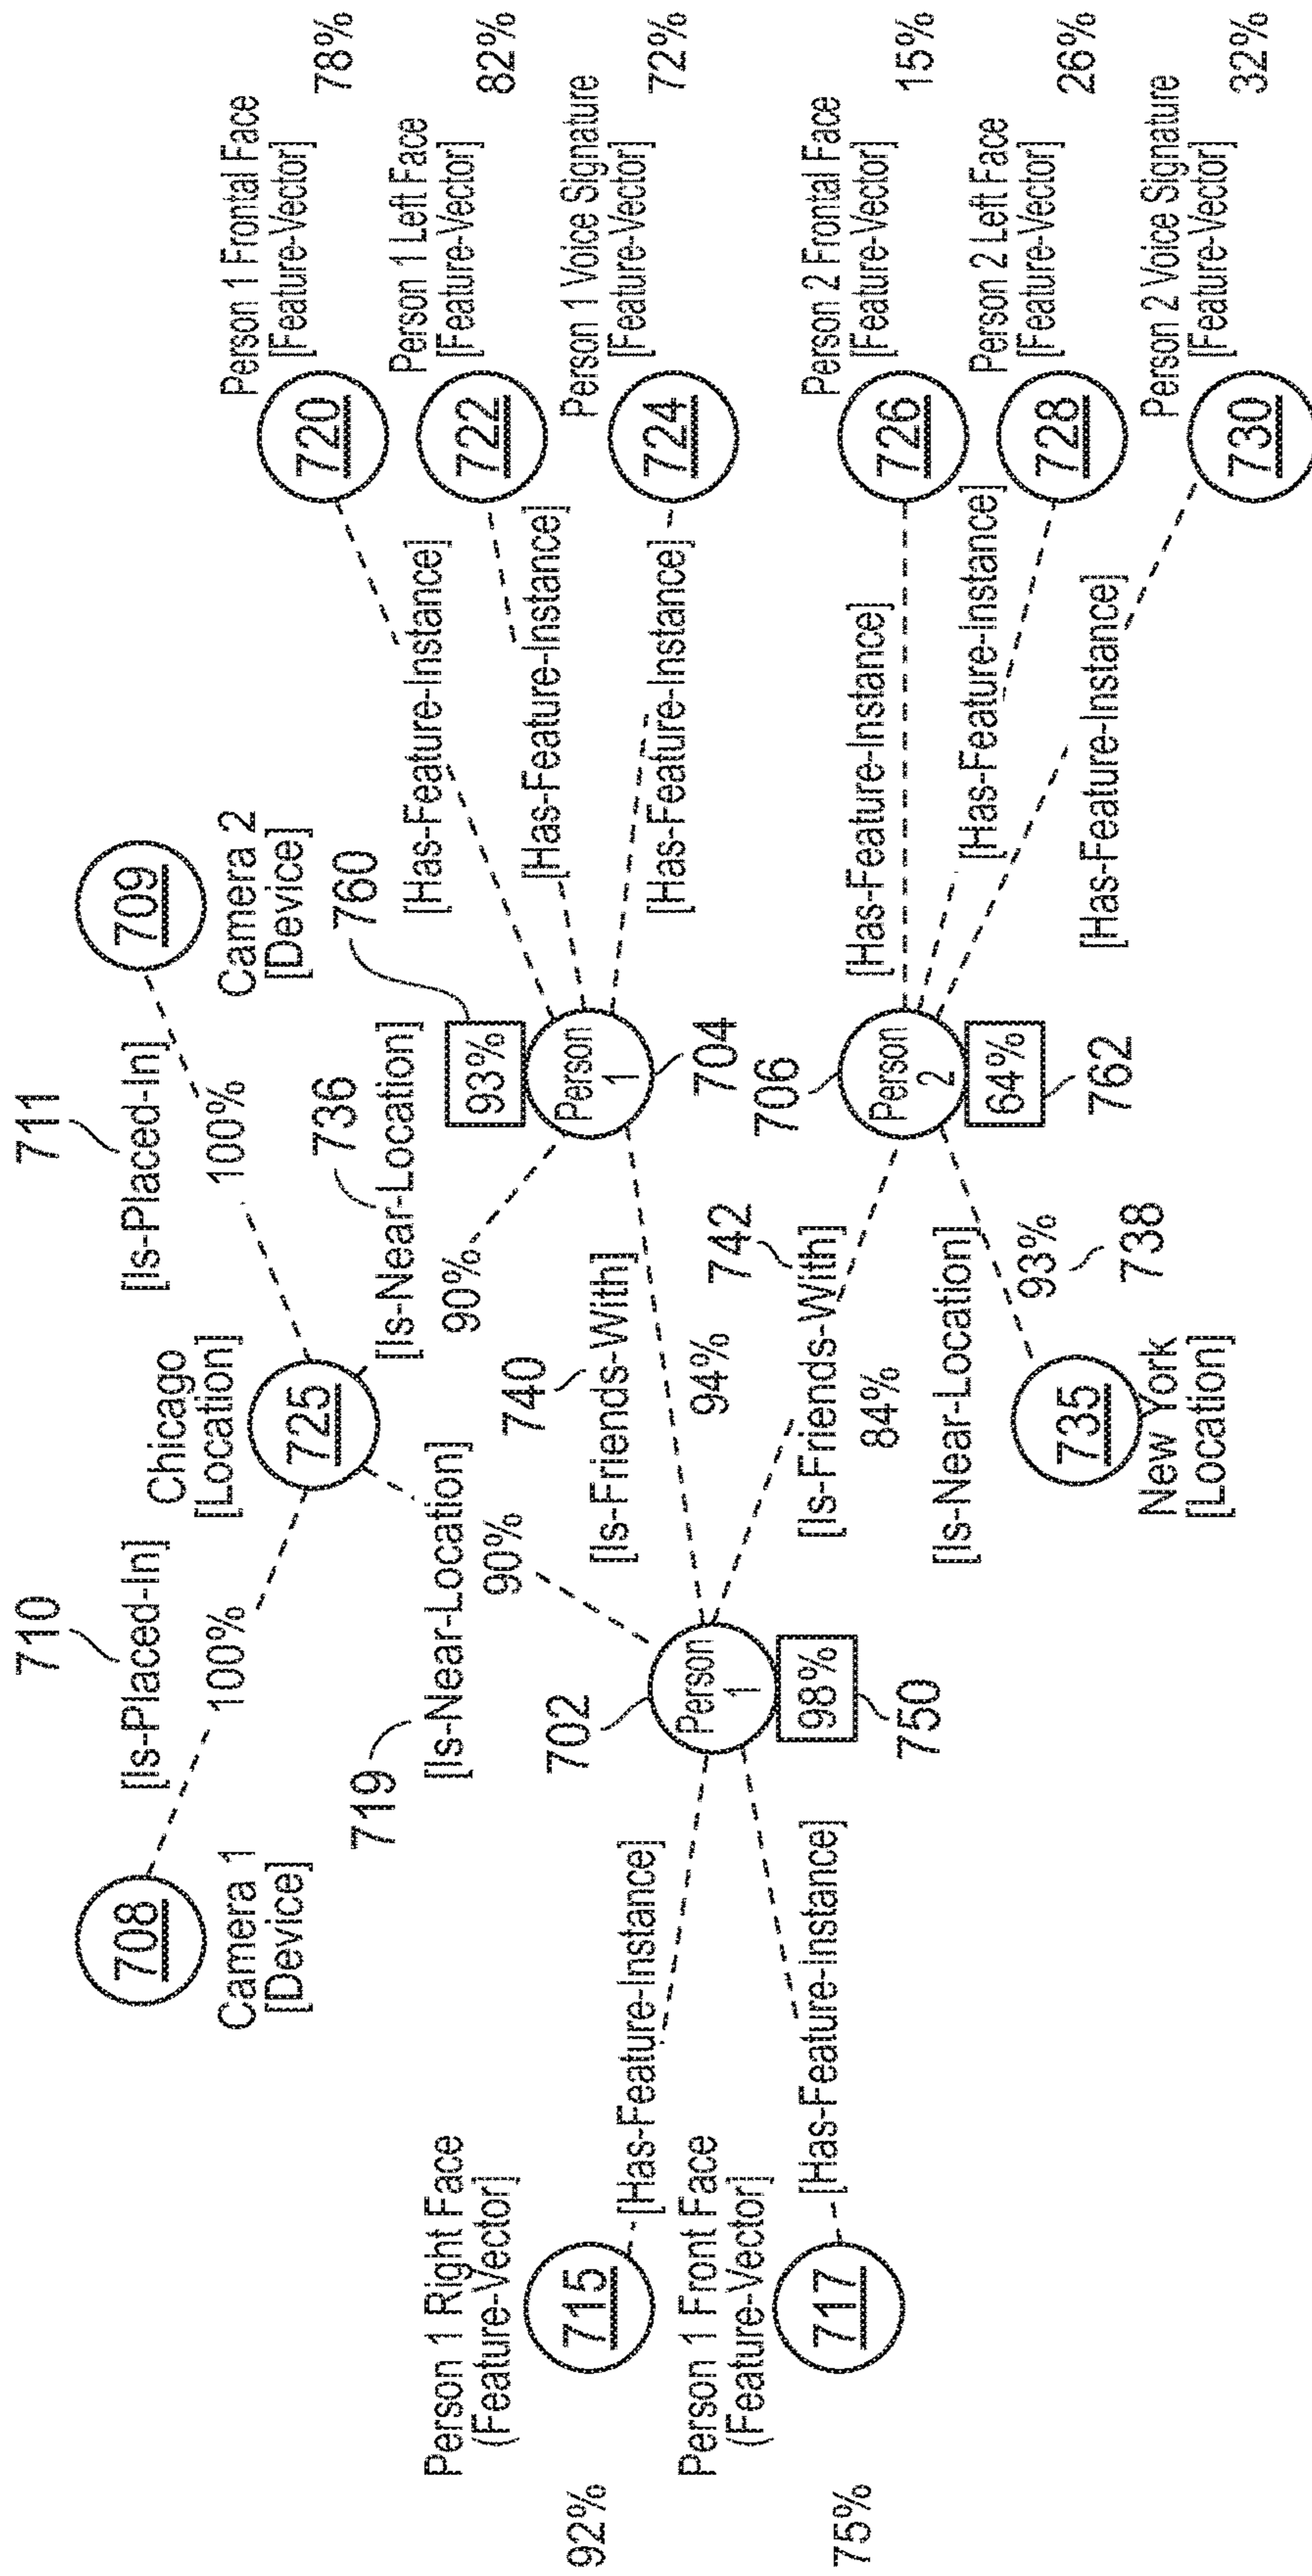 710
[Is-Placed-In]
100%
711
[Is-Placed-In]
100%
708
Camera 1
[Device]
Chicago
[Location]
725
709
Camera 2
[Device]
719
[Is-Near-Location]
90%
736
[Is-Near-Location]
90%
760
93%
Person
1
704
740
[Is-Friends-With]
94%
702
Person
1
98%
750
742
[Is-Friends-With]
84%
706
Person
2
64%
762
[Is-Near-Location]
93%
738
735
New York
[Location]
Person 1 Right Face
(Feature-Vector]
92%
715
[Has-Feature-Instance]
Person 1 Front Face
(Feature-Vector]
75%
717
[Has-Feature-Instance]
[Has-Feature-Instance]
720
Person 1 Frontal Face
[Feature-Vector]
78%
[Has-Feature-Instance]
722
Person 1 Left Face
[Feature-Vector]
82%
[Has-Feature-Instance]
724
Person 1 Voice Signature
[Feature-Vector]
72%
[Has-Feature-Instance]
726
Person 2 Frontal Face
[Feature-Vector]
15%
[Has-Feature-Instance]
728
Person 2 Left Face
[Feature-Vector]
26%
[Has-Feature-Instance]
730
Person 2 Voice Signature
[Feature-Vector]
32%